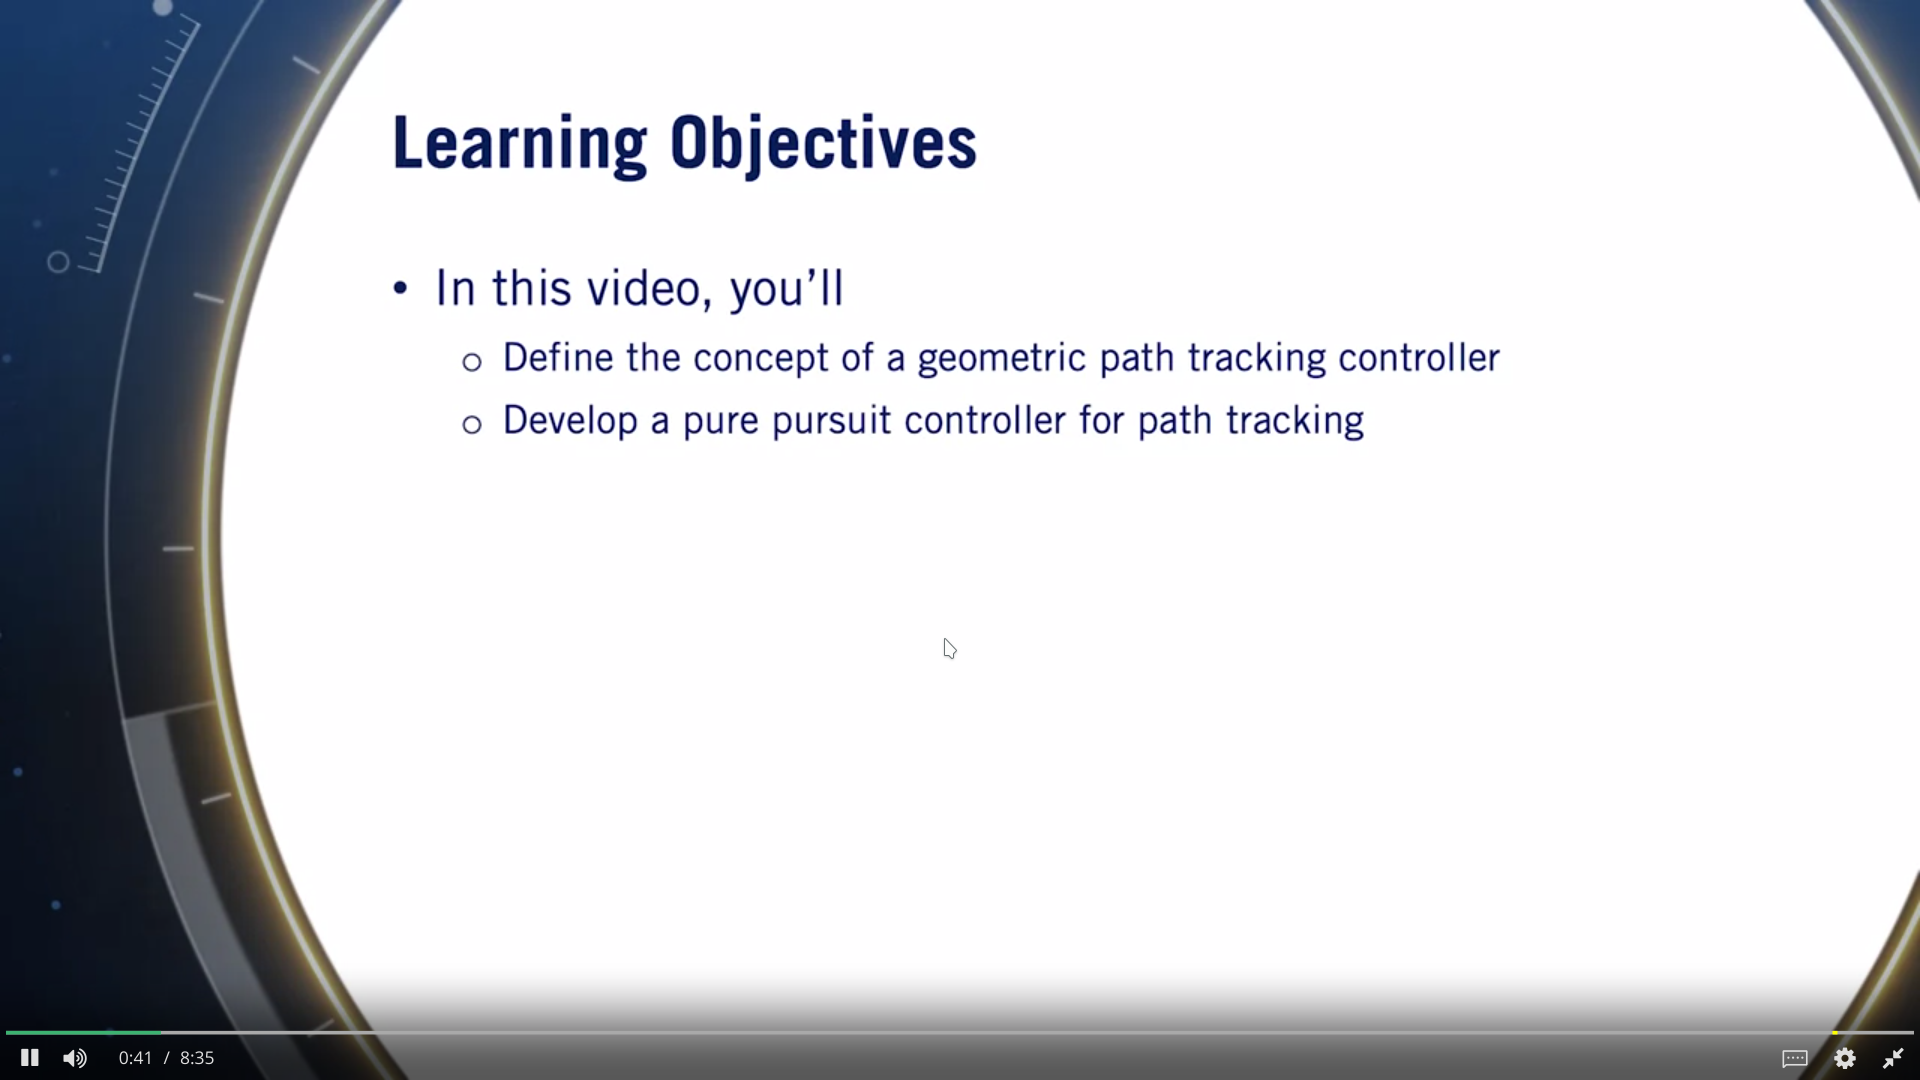 Learning Objectives
• In this video, you’ll
o Define the concept of a geometric path tracking controller
o Develop a pure pursuit controller for path tracking
0:41 / 8:35